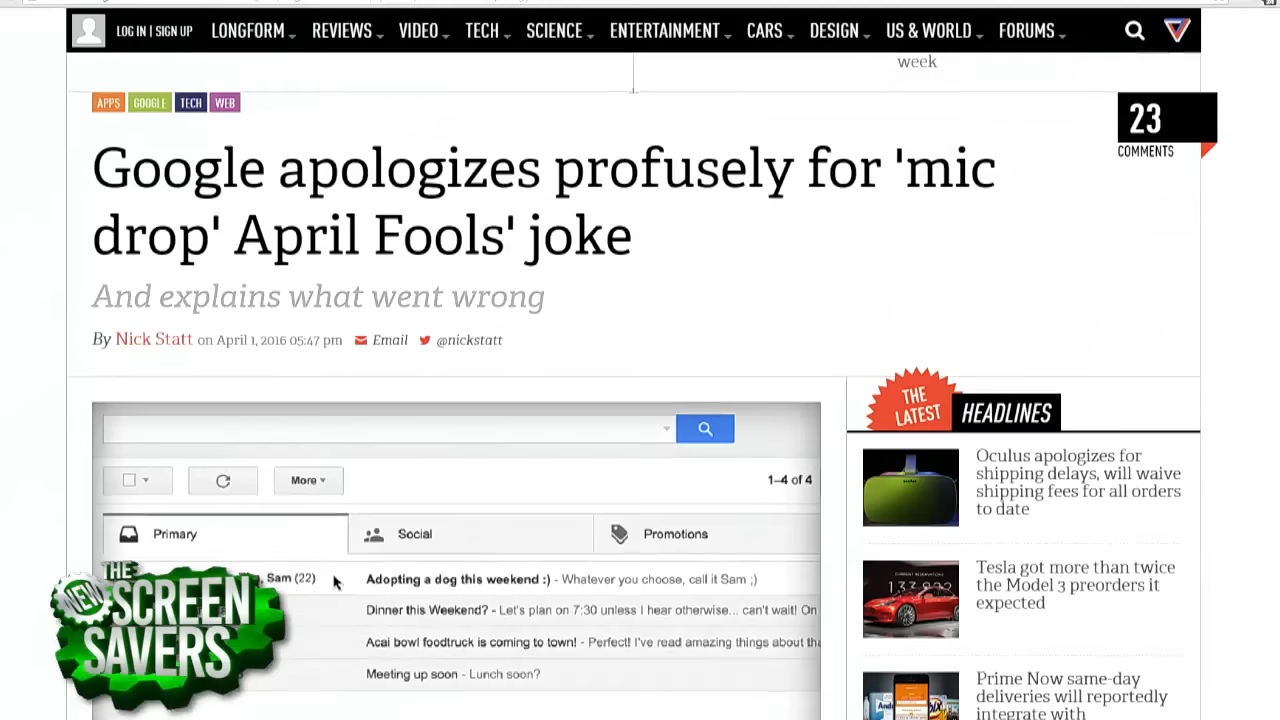 LOG IN | SIGN UP LONGFORM REVIEWS VIDEO TECH SCIENCE ENTERTAINMENT CARS DESIGN US & WORLD FORUMS
week
APPS GOOGLE TECH WEB
23
COMMENTS
Google apologizes profusely for 'mic
drop' April Fools' joke
And explains what went wrong
By Nick Statt on April 1, 2016 05:47 pm Email @nickstatt
THE
LATEST
HEADLINES
More
1–4 of 4
Primary Social Promotions
Sam (22) Adopting a dog this weekend :) - Whatever you choose, call it Sam ;)
Dinner this Weekend? - Let's plan on 7:30 unless I hear otherwise... can't wait! On
Acai bowl foodtruck is coming to town! - Perfect! I've read amazing things about
Meeting up soon - Lunch soon?
Oculus apologizes for
shipping delays, will waive
shipping fees for all orders
to date
CURRENT RESERVATIONS
Tesla got more than twice
the Model 3 preorders it
expected
Prime Now same-day
deliveries will reportedly
integrate with
THE
NEW
SCREEN
SAVERS